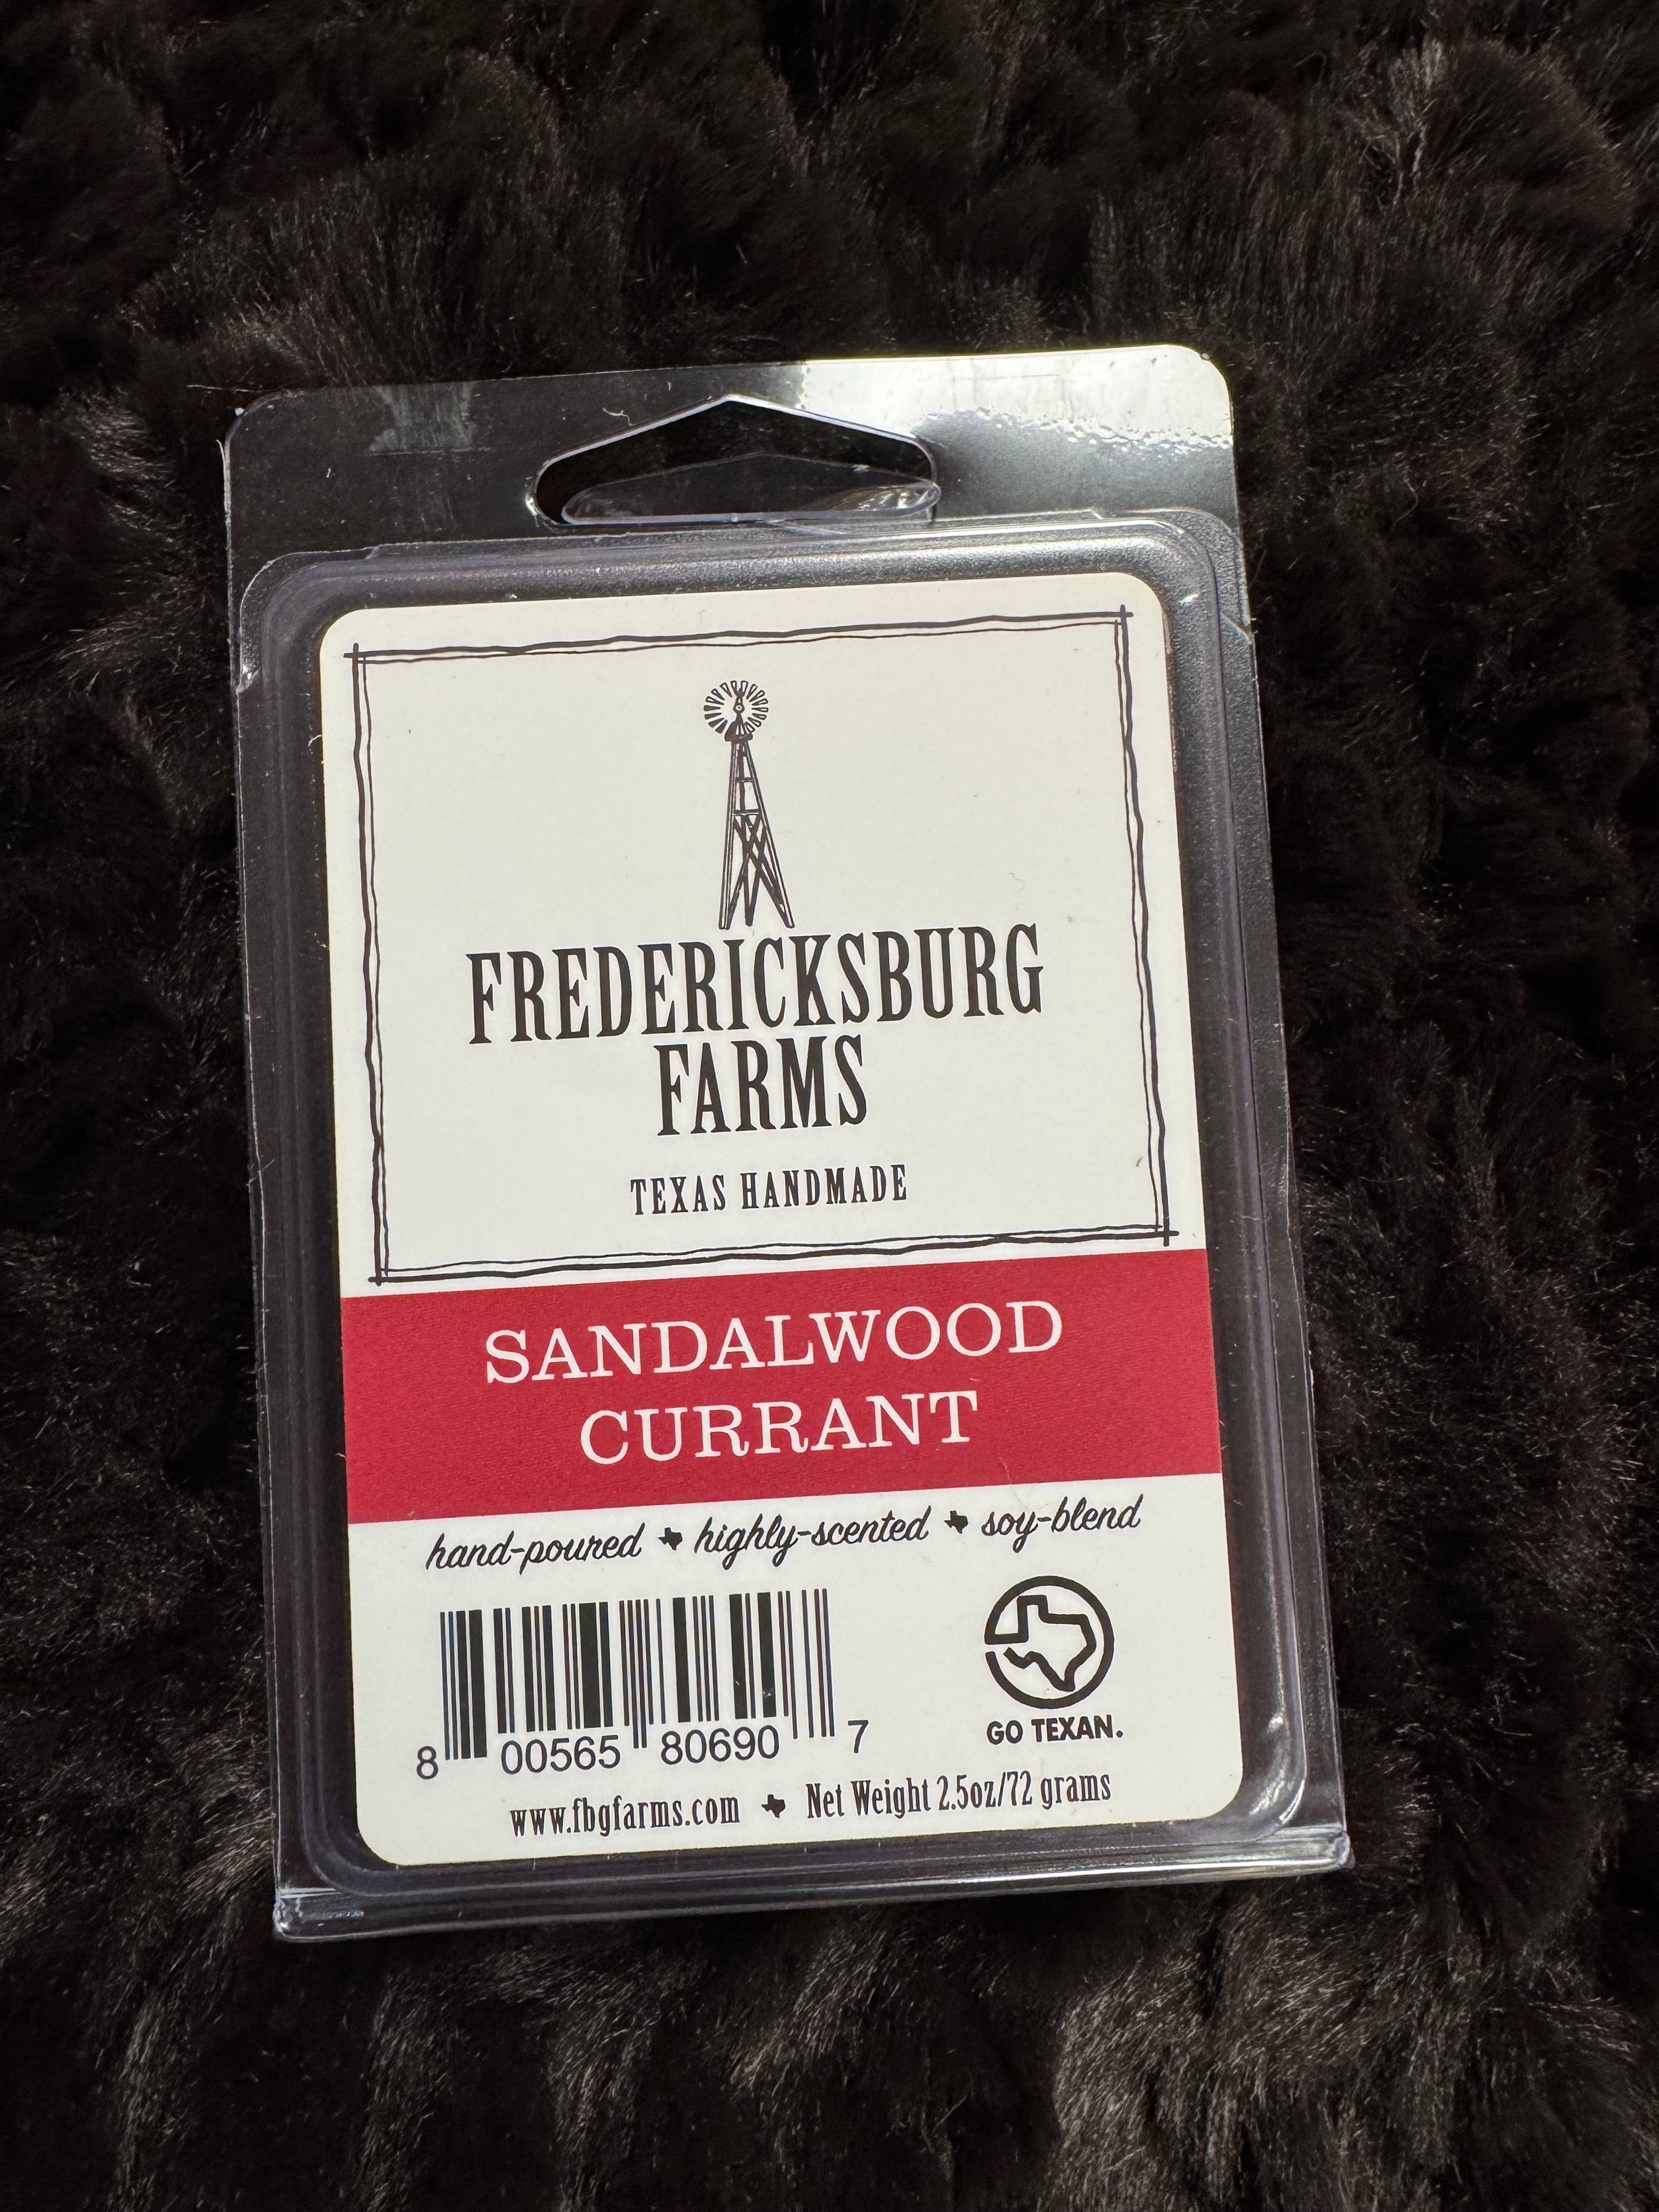 FREDERICKSBURG
FARMS
TEXAS HANDMADE
SANDALWOOD
CURRANT
hand-poured highly-scented soy-blend
8 00565 80690 7
GO TEXAN.
www.fbgfarms.com Net Weight 2.5oz/72 grams